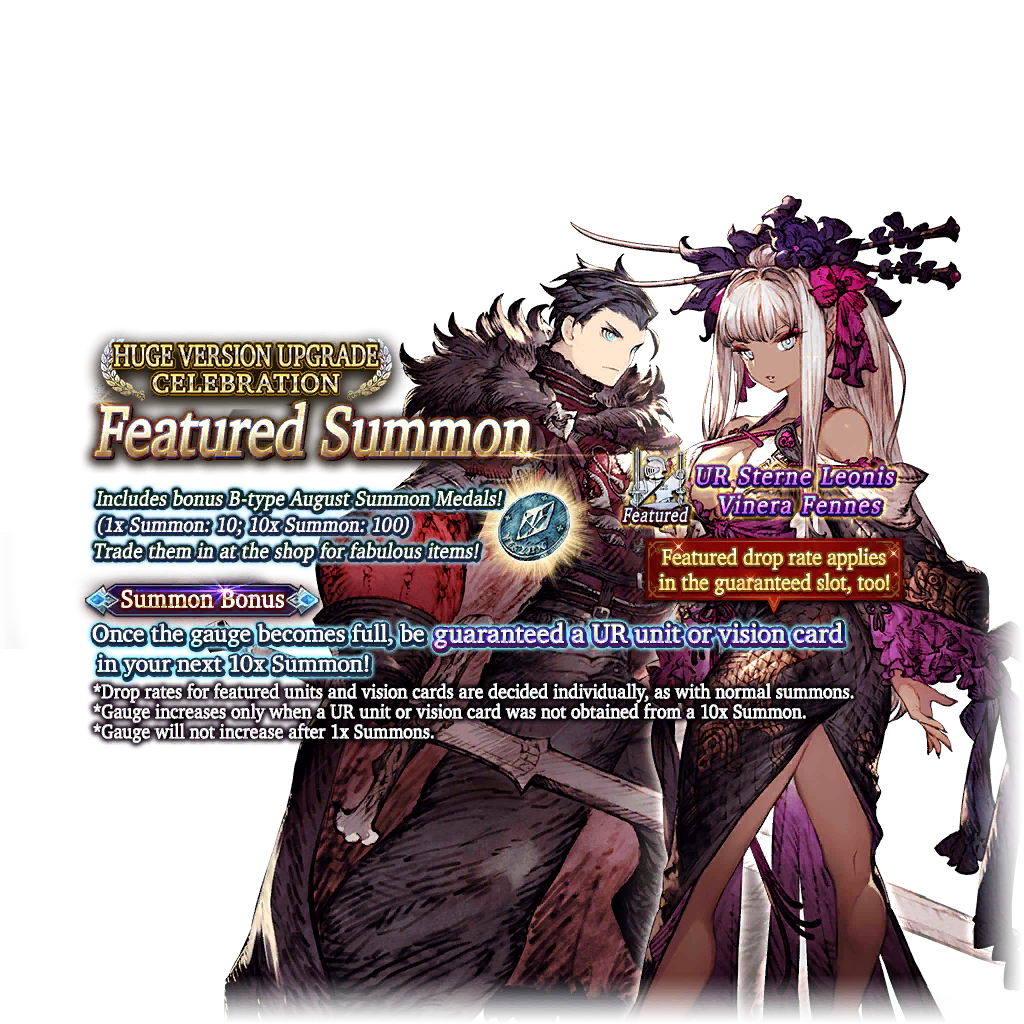 HUGE VERSION UPGRADE
CELEBRATION
Featured Summon
Includes bonus B-type August Summon Medals!
(1x Summon: 10; 10x Summon: 100)
Trade them in at the shop for fabulous items!
Featured
UR Sterne Leonis
Vinera Fennes
Featured drop rate applies
in the guaranteed slot, too!
Summon Bonus
Once the gauge becomes full, be guaranteed a UR unit or vision card
in your next 10x Summon!
*Drop rates for featured units and vision cards are decided individually, as with normal summons.
*Gauge increases only when a UR unit or vision card was not obtained from a 10x Summon.
*Gauge will not increase after 1x Summons.